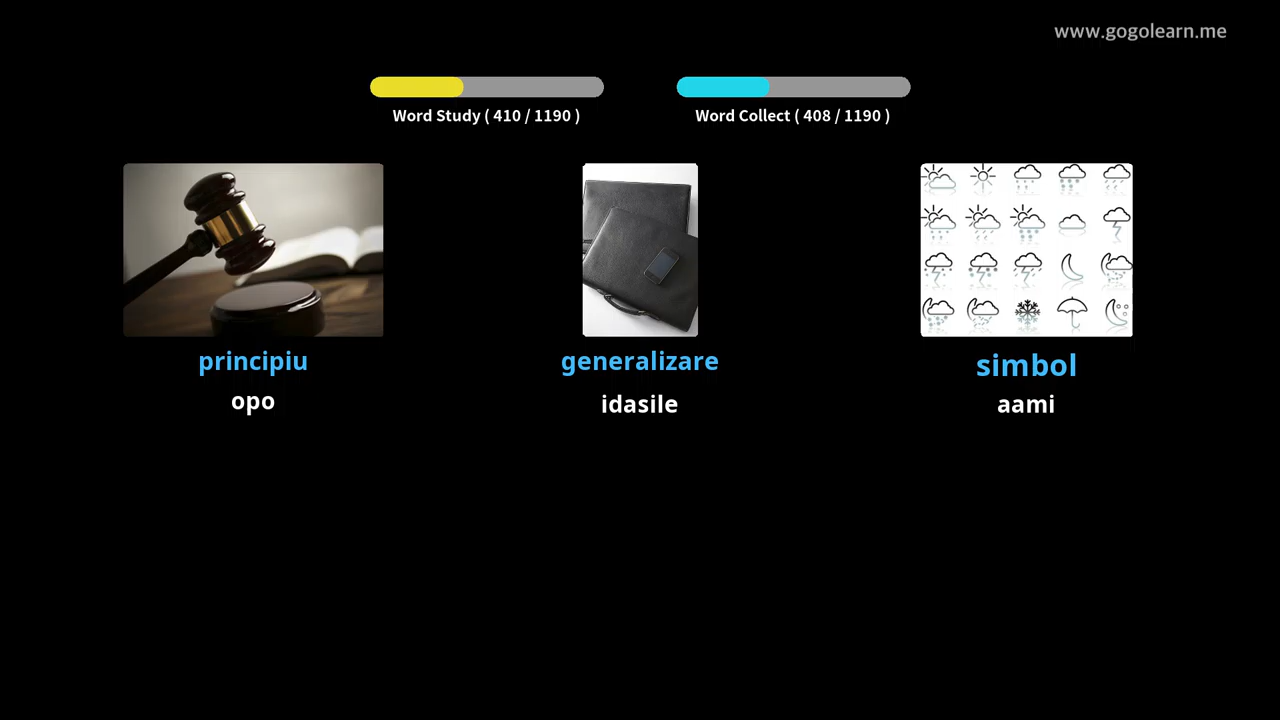 www.gogolearn.me
Word Study ( 410 / 1190 )
Word Collect ( 408 / 1190 )
principiu
opo
generalizare
idasile
simbol
aami